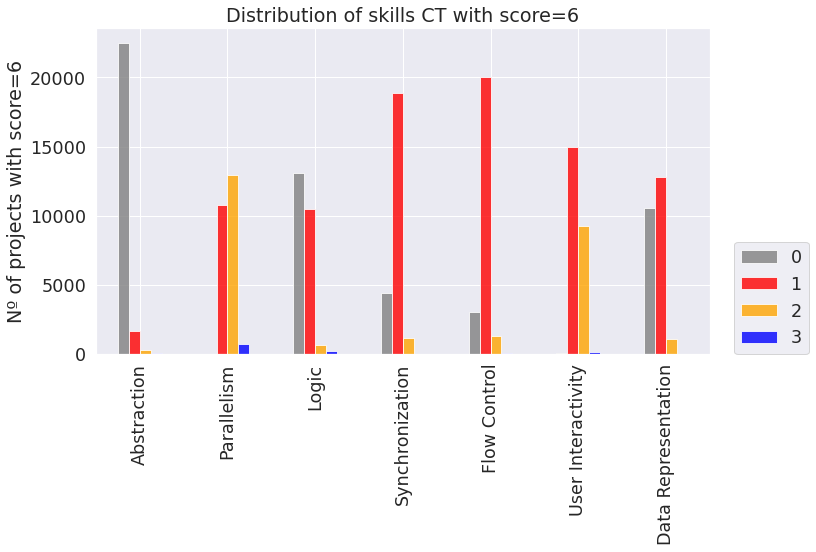 Distribution of skills CT with score=6
Nº of projects with score=6
20000
15000
10000
5000
0
Abstraction
Parallelism
Logic
Synchronization
Flow Control
User Interactivity
Data Representation
0
1
2
3